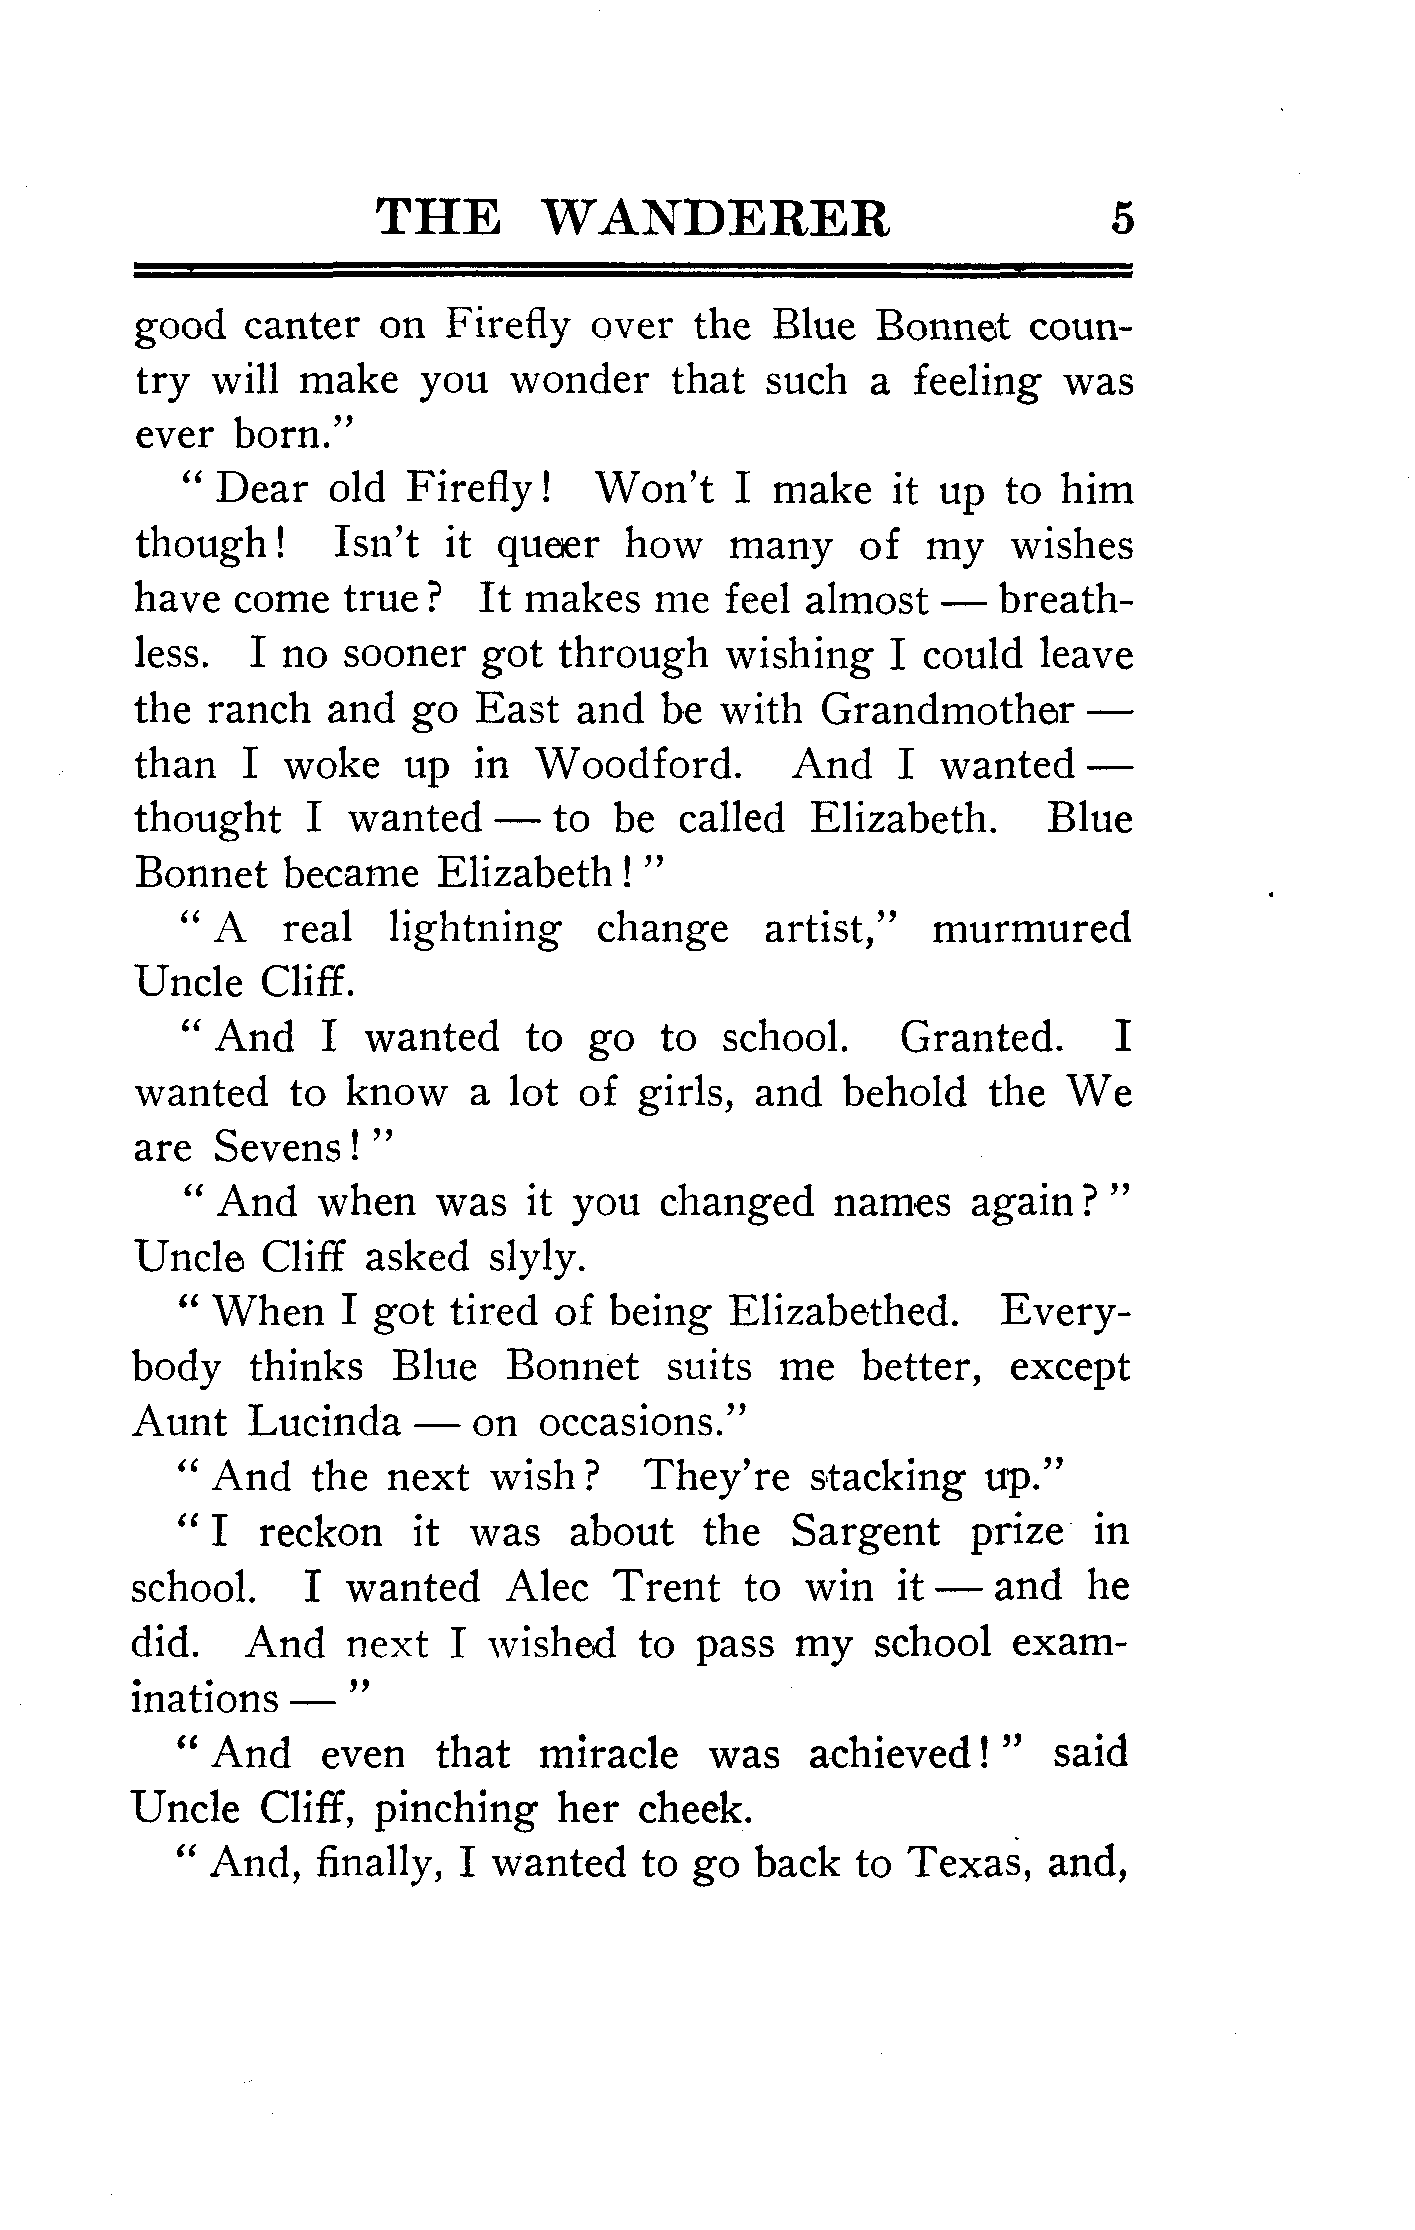 THE WANDERER 5
good canter on Firefly over the Blue Bonnet coun-
try will make you wonder that such a feeling was
ever born."
" Dear old Firefly! Won't I make it up to him
though! Isn't it queer how many of my wishes
have come true? It makes me feel almost — breath-
less. I no sooner got through wishing I could leave
the ranch and go East and be with Grandmother —
than I woke up in Woodford. And I wanted —
thought I wanted — to be called Elizabeth. Blue
Bonnet became Elizabeth! "
" A real lightning change artist," murmured
Uncle Cliff.
" And I wanted to go to school. Granted. I
wanted to know a lot of girls, and behold the We
are Sevens! "
" And when was it you changed names again? "
Uncle Cliff asked slyly.
" When I got tired of being Elizabethed. Every-
body thinks Blue Bonnet suits me better, except
Aunt Lucinda — on occasions."
" And the next wish? They're stacking up."
" I reckon it was about the Sargent prize in
school. I wanted Alec Trent to win it — and he
did. And next I wished to pass my school exam-
inations — "
" And even that miracle was achieved! " said
Uncle Cliff, pinching her cheek.
" And, finally, I wanted to go back to Texas, and,